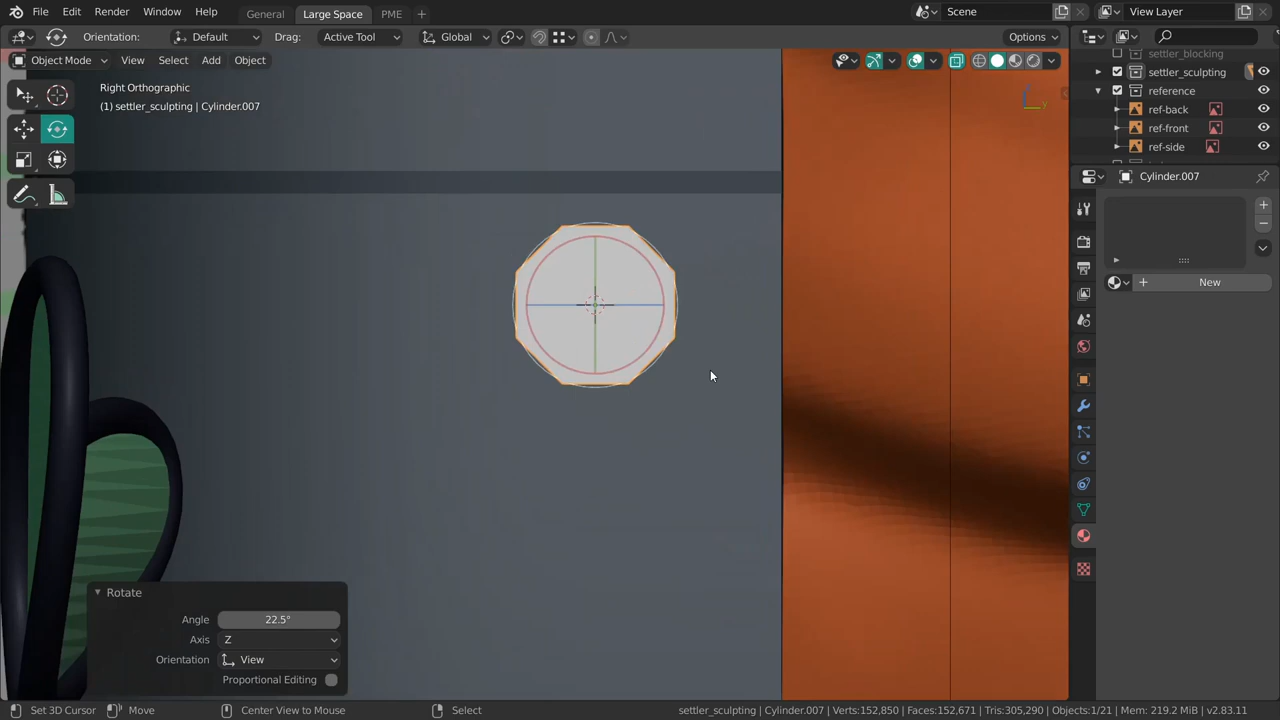 File Edit Render Window Help General Large Space PME + Scene View Layer
Orientation: Default Drag: Active Tool Global Options
Object Mode View Select Add Object
settler_blocking
settler_sculpting
reference
ref-back
ref-front
ref-side
Right Orthographic
(1) settler_sculpting | Cylinder.007
Cylinder.007
New
Rotate
Angle 22.5°
Axis Z
Orientation View
Proportional Editing
Set 3D Cursor Move Center View to Mouse Select settler_sculpting | Cylinder.007 | Verts:152,850 | Faces:152,671 | Tris:305,290 | Objects:1/21 | Mem: 219.2 MiB | v2.83.11